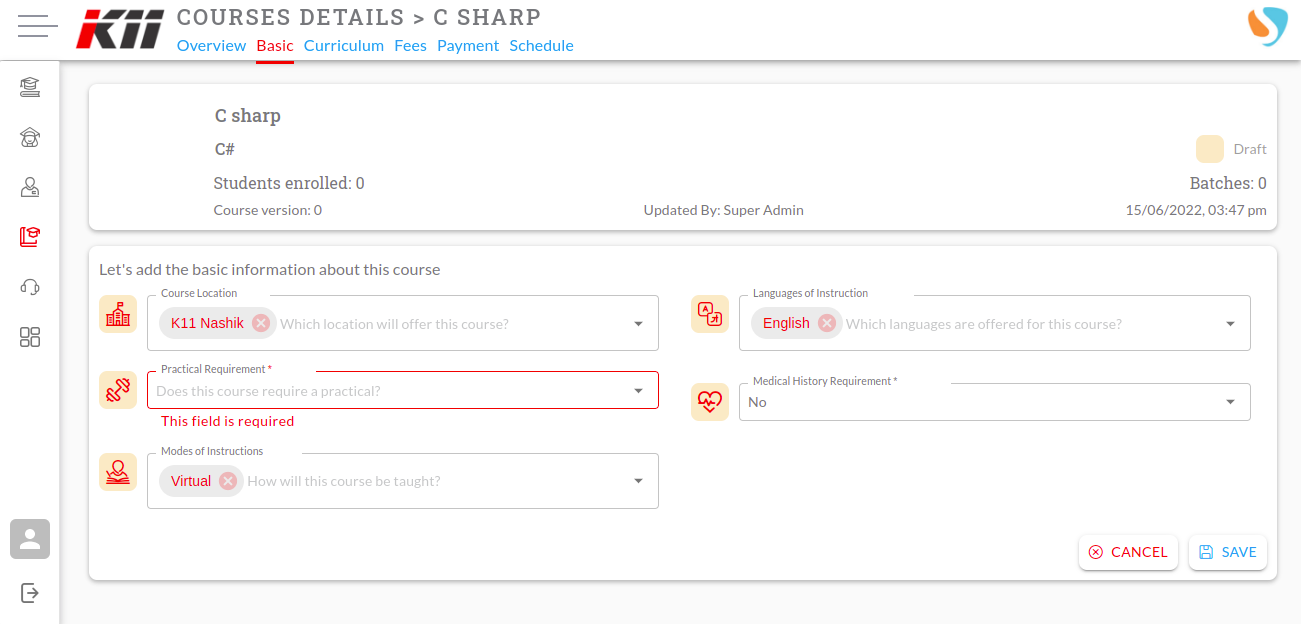 K11
COURSES DETAILS > C SHARP
Overview Basic Curriculum Fees Payment Schedule
C sharp
C#
Draft
Students enrolled: 0
Batches: 0
Course version: 0
Updated By: Super Admin
15/06/2022, 03:47 pm
Let's add the basic information about this course
Course Location
K11 Nashik
Which location will offer this course?
Languages of Instruction
A
English
Which languages are offered for this course?
Practical Requirement *
Does this course require a practical?
This field is required
Medical History Requirement *
No
Modes of Instructions
Virtual
How will this course be taught?
CANCEL
SAVE